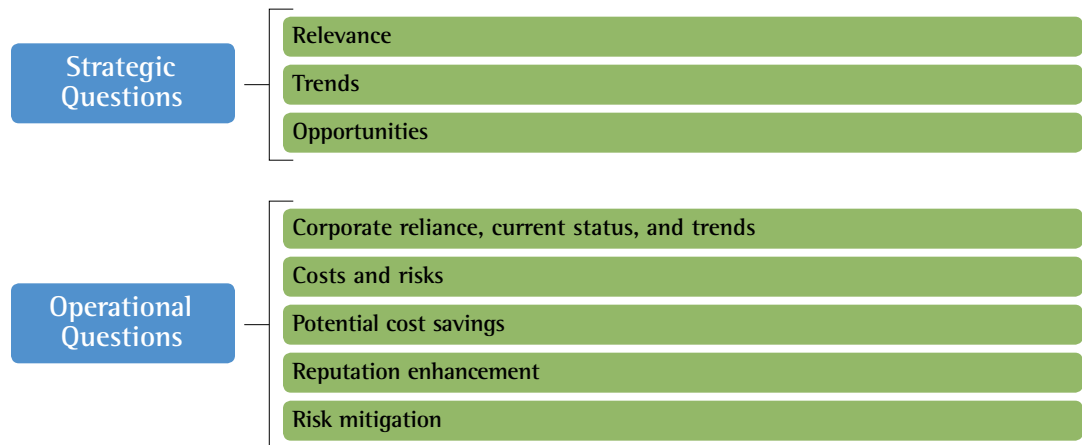 Strategic
Questions
Relevance
Trends
Opportunities
Operational
Questions
Corporate reliance, current status, and trends
Costs and risks
Potential cost savings
Reputation enhancement
Risk mitigation